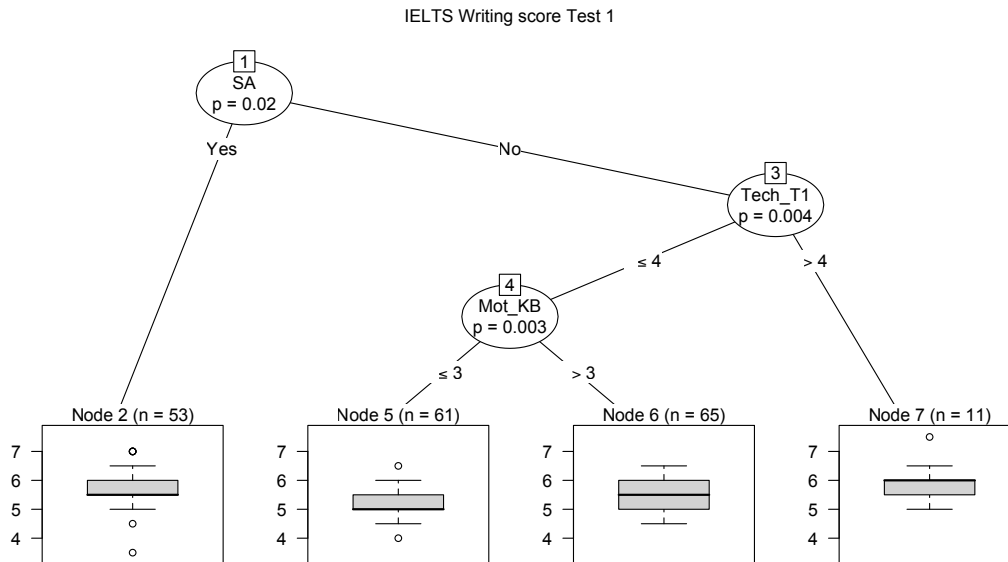 IELTS Writing score Test 1
1
SA
p = 0.02
Yes
No
3
Tech_T1
p = 0.004
≤ 4
> 4
4
Mot_KB
p = 0.003
≤ 3
> 3
Node 2 (n = 53)
7
6
5
4
Node 5 (n = 61)
7
6
5
4
Node 6 (n = 65)
7
6
5
4
Node 7 (n = 11)
7
6
5
4